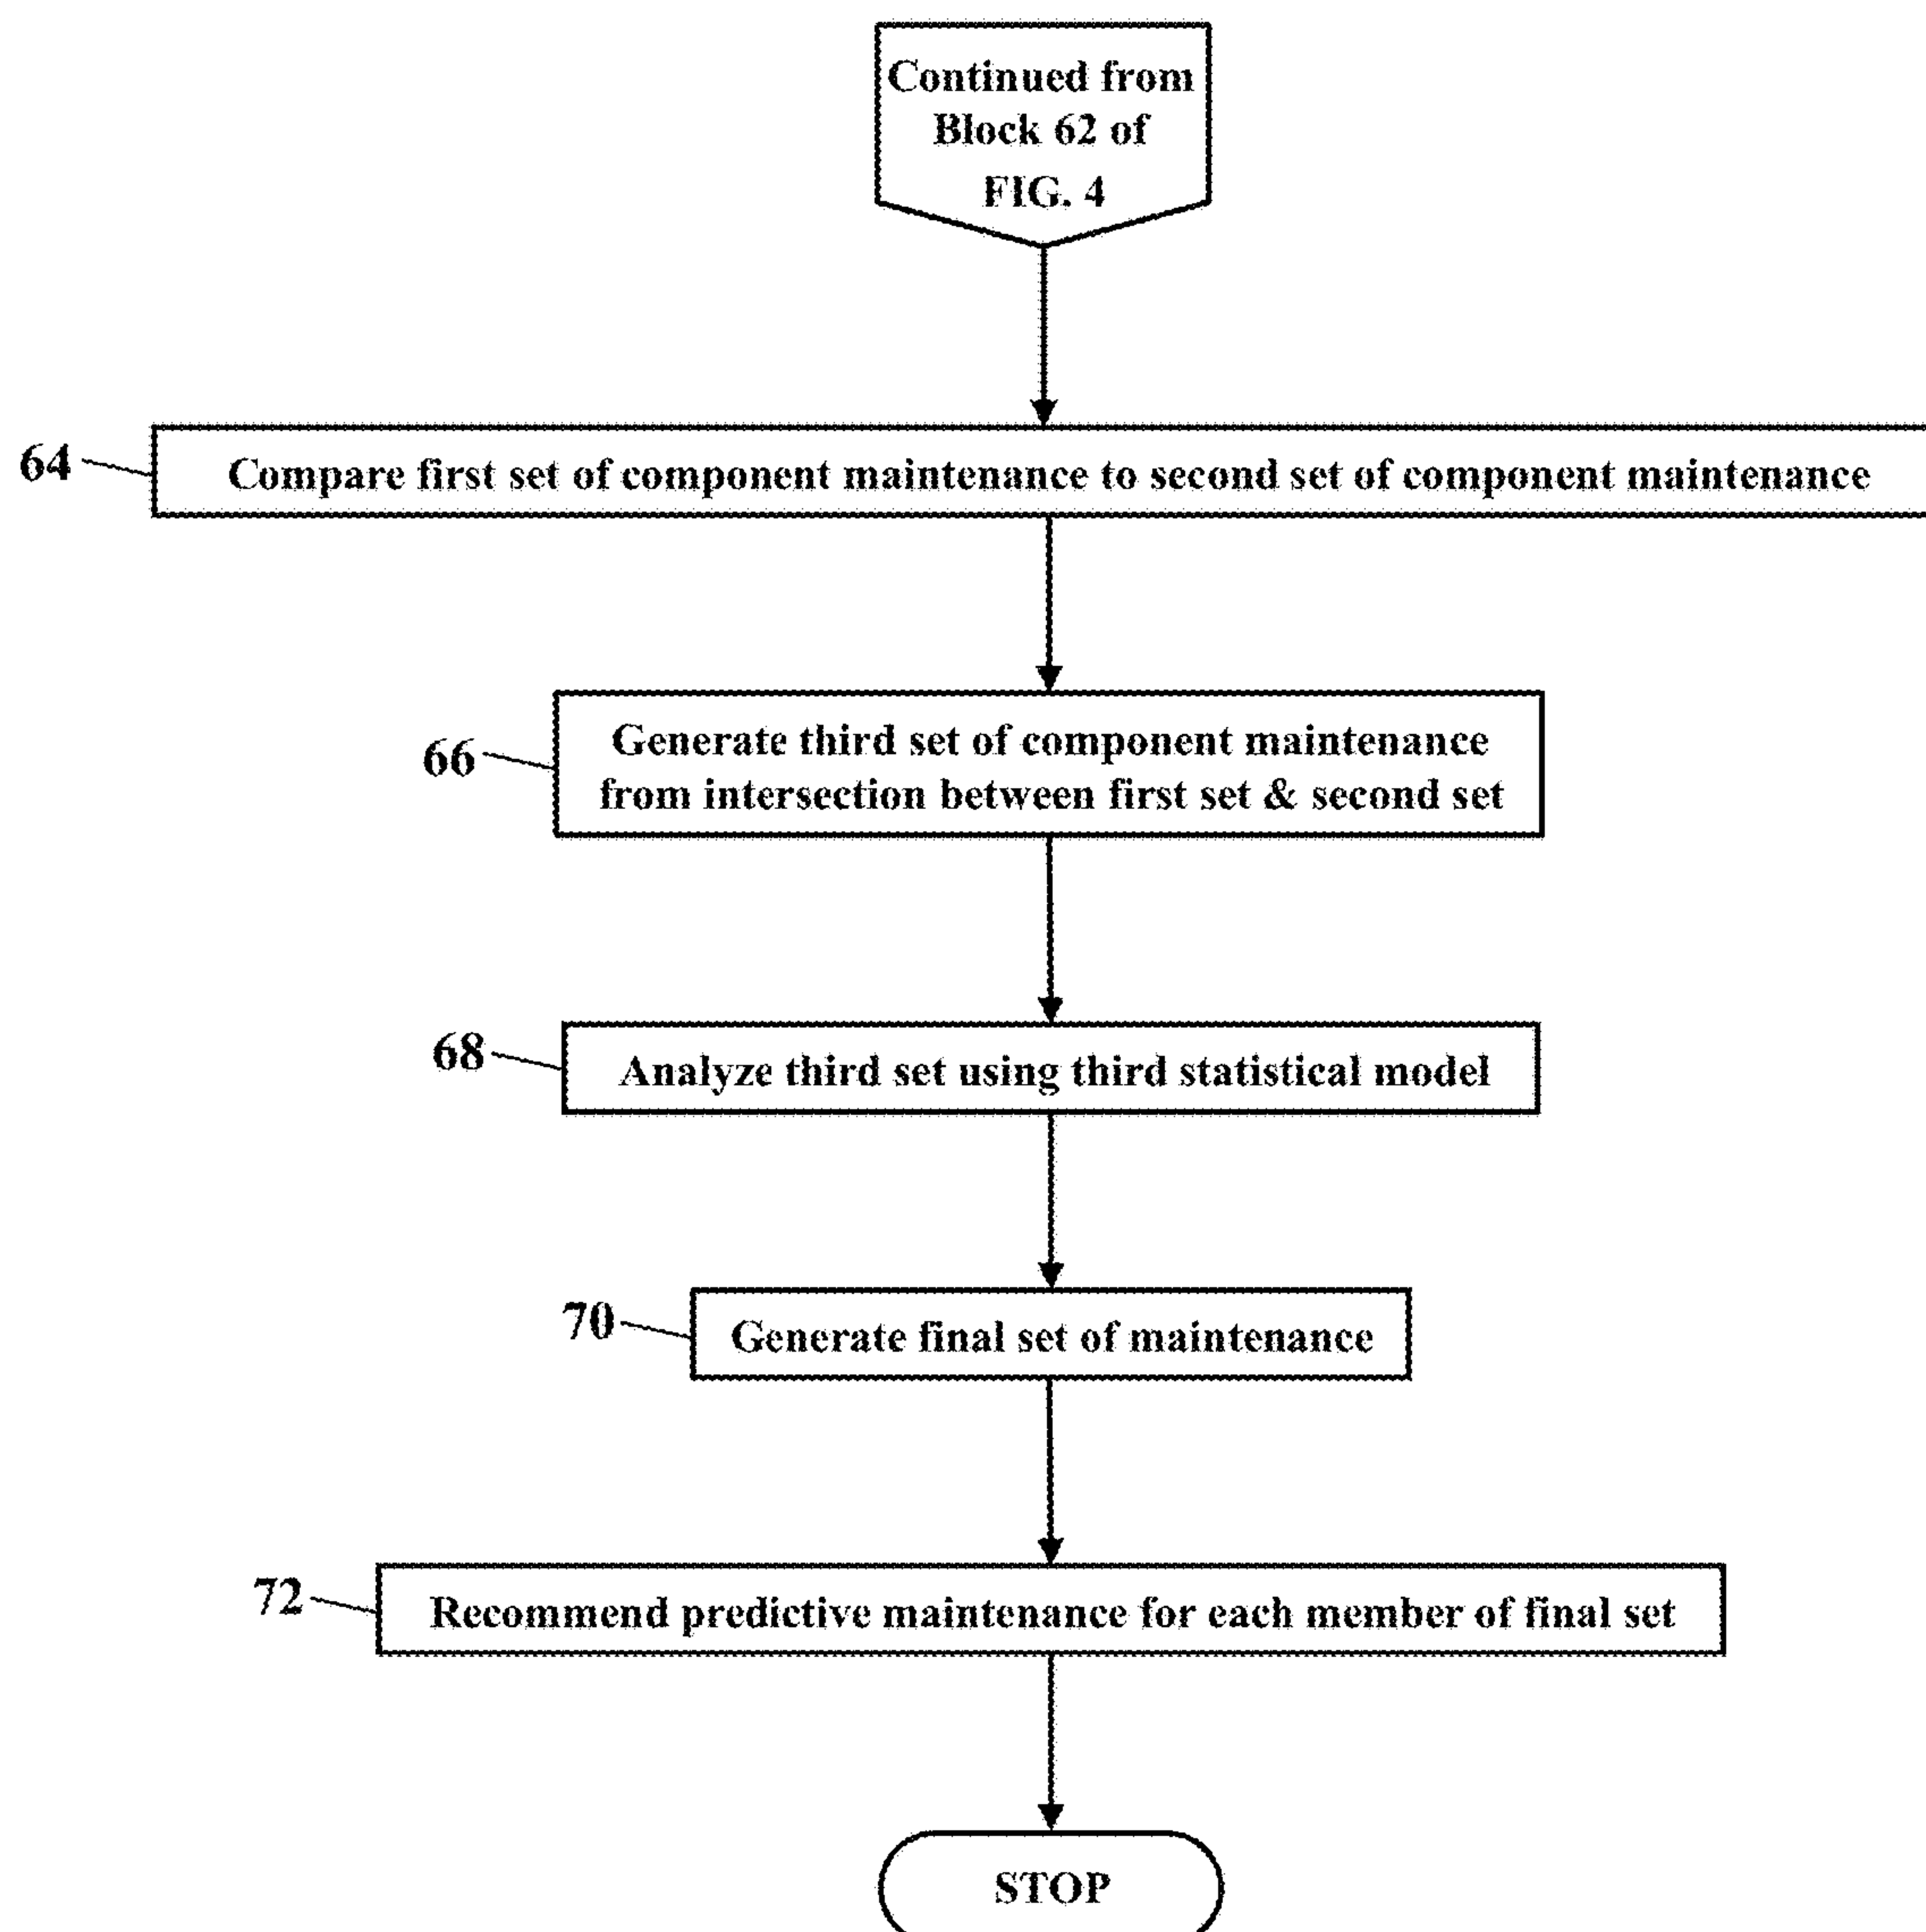 Continued from
Block 62 of
FIG. 4
64
Compare first set of component maintenance to second set of component maintenance
66
Generate third set of component maintenance
from intersection between first set & second set
68
Analyze third set using third statistical model
70
Generate final set of maintenance
72
Recommend predictive maintenance for each member of final set
STOP